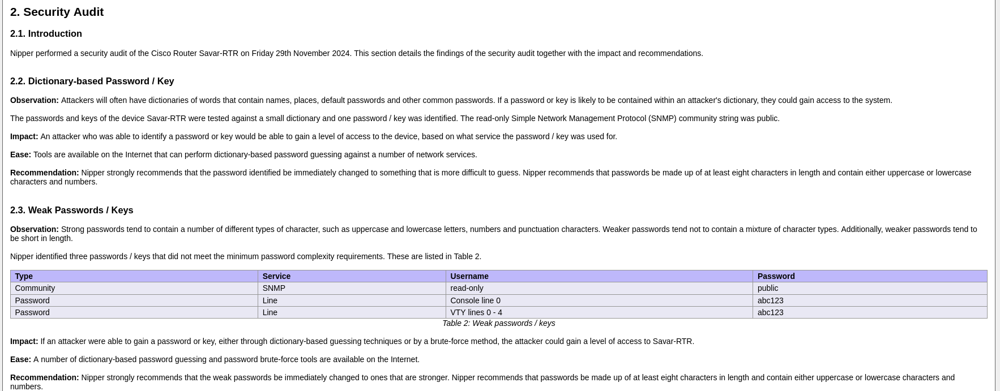 2. Security Audit
2.1. Introduction
Nipper performed a security audit of the Cisco Router Savar-RTR on Friday 29th November 2024. This section details the findings of the security audit together with the impact and recommendations.
2.2. Dictionary-based Password / Key
Observation: Attackers will often have dictionaries of words that contain names, places, default passwords and other common passwords. If a password or key is likely to be contained within an attacker's dictionary, they could gain access to the system.
The passwords and keys of the device Savar-RTR were tested against a small dictionary and one password / key was identified. The read-only Simple Network Management Protocol (SNMP) community string was public.
Impact: An attacker who was able to identify a password or key would be able to gain a level of access to the device, based on what service the password / key was used for.
Ease: Tools are available on the Internet that can perform dictionary-based password guessing against a number of network services.
Recommendation: Nipper strongly recommends that the password identified be immediately changed to something that is more difficult to guess. Nipper recommends that passwords be made up of at least eight characters in length and contain either uppercase or lowercase
characters and numbers.
2.3. Weak Passwords / Keys
Observation: Strong passwords tend to contain a number of different types of character, such as uppercase and lowercase letters, numbers and punctuation characters. Weaker passwords tend not to contain a mixture of character types. Additionally, weaker passwords tend to
be short in length.
Nipper identified three passwords / keys that did not meet the minimum password complexity requirements. These are listed in Table 2.
Type Service Username Password
Community SNMP read-only public
Password Line Console line 0 abc123
Password Line VTY lines 0 - 4 abc123
Table 2: Weak passwords / keys
Impact: If an attacker were able to gain a password or key, either through dictionary-based guessing techniques or by a brute-force method, the attacker could gain a level of access to Savar-RTR.
Ease: A number of dictionary-based password guessing and password brute-force tools are available on the Internet.
Recommendation: Nipper strongly recommends that the weak passwords be immediately changed to ones that are stronger. Nipper recommends that passwords be made up of at least eight characters in length and contain either uppercase or lowercase characters and
numbers.